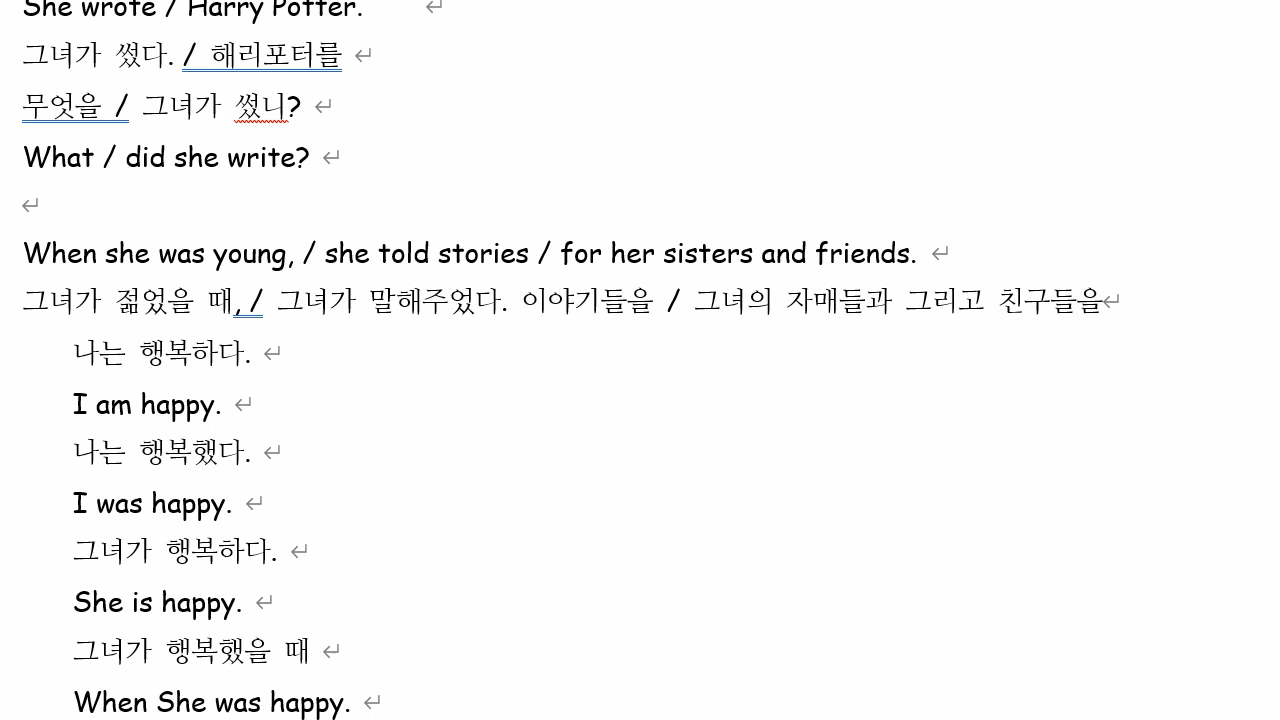 She wrote / Harry Potter.
그녀가 썼다. / 해리포터를
무엇을 / 그녀가 썼니?
What / did she write?
When she was young, / she told stories / for her sisters and friends.
그녀가 젊었을 때, / 그녀가 말해주었다. 이야기들을 / 그녀의 자매들과 그리고 친구들을
나는 행복하다.
I am happy.
나는 행복했다.
I was happy.
그녀가 행복하다.
She is happy.
그녀가 행복했을 때
When She was happy.